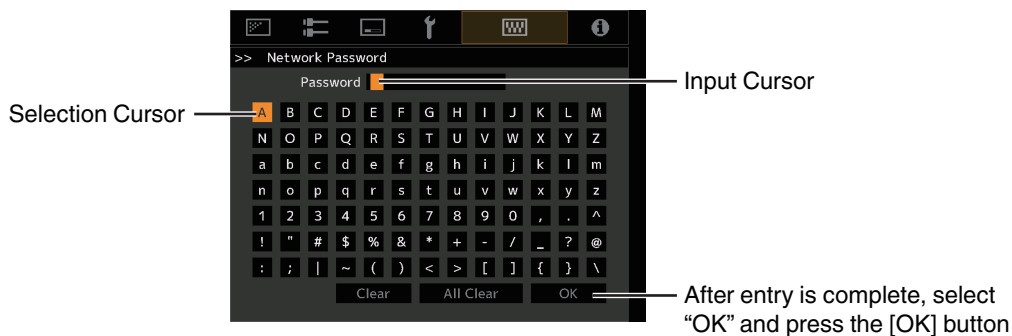 >> Network Password
Password
Input Cursor
Selection Cursor
A B C D E F G H I J K L M
N O P Q R S T U V W X Y Z
a b c d e f g h i j k l m
n o p q r s t u v w x y z
1 2 3 4 5 6 7 8 9 0 , . ^
! " # $ % & * + - / _ ? @
: ; | ~ ( ) < > [ ] { } \
Clear All Clear OK
After entry is complete, select
“OK” and press the [OK] button